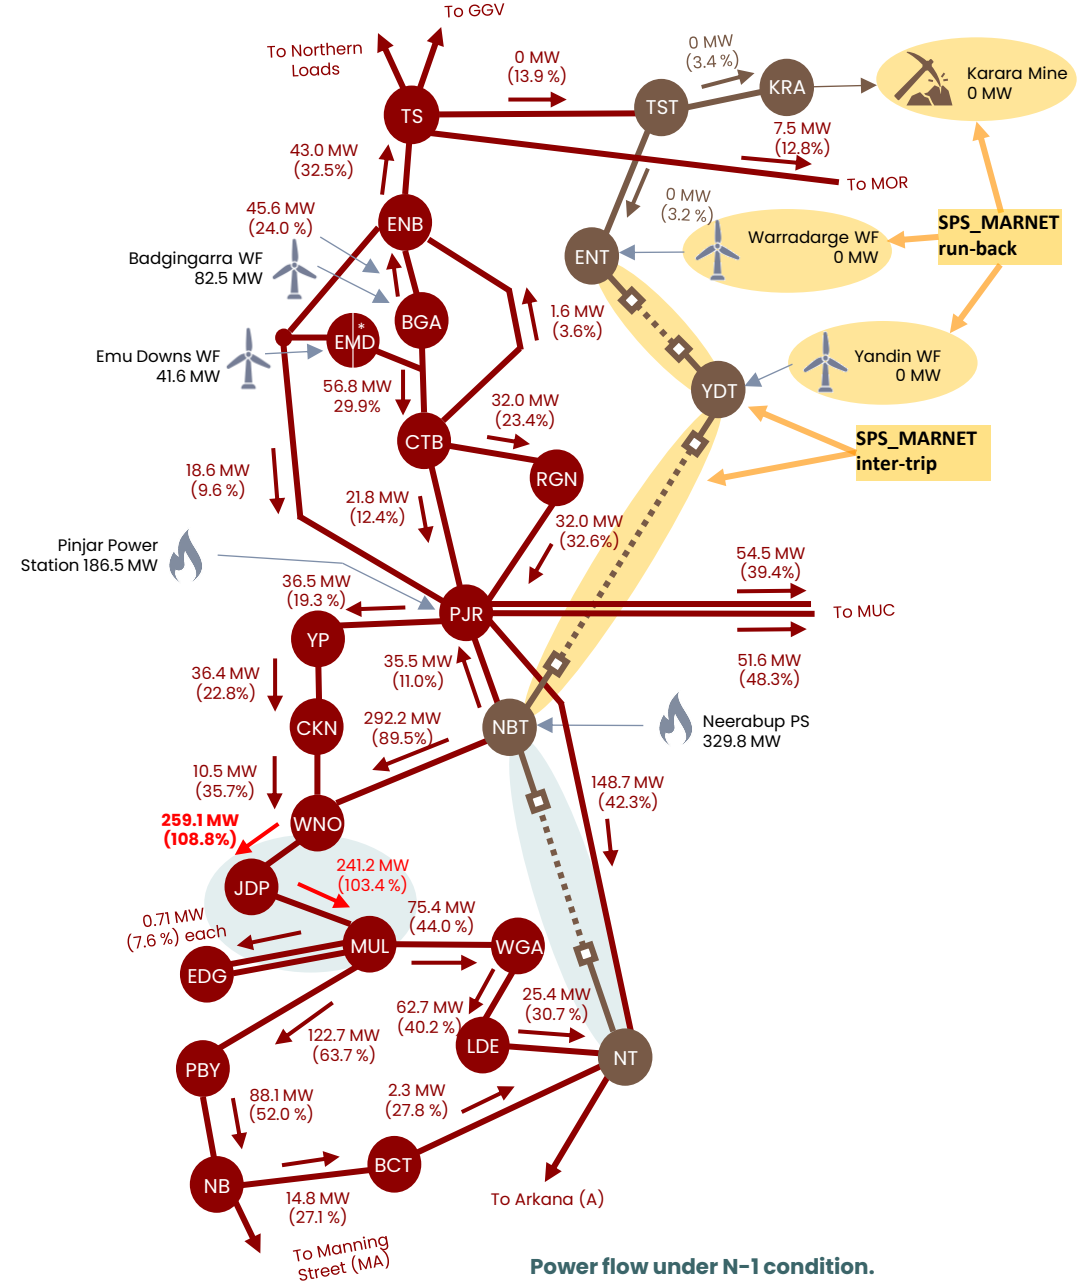 To GGV
To Northern
Loads
0 MW
(13.9 %)
0 MW
(3.4 %)
TS
TST
KRA
Karara Mine
0 MW
7.5 MW
(12.8%)
To MOR
43.0 MW
(32.5%)
0 MW
(3.2 %)
45.6 MW
(24.0 %)
ENB
SPS_MARNET
run-back
Warradarge WF
0 MW
ENT
Badgingarra WF
82.5 MW
BGA
1.6 MW
(3.6%)
*
EMD
Emu Downs WF
41.6 MW
Yandin WF
0 MW
YDT
56.8 MW
29.9%
32.0 MW
(23.4%)
CTB
SPS_MARNET
inter-trip
RGN
18.6 MW
(9.6 %)
21.8 MW
(12.4%)
32.0 MW
(32.6%)
Pinjar Power
Station 186.5 MW
54.5 MW
(39.4%)
36.5 MW
(19.3 %)
PJR
To MUC
YP
35.5 MW
(11.0%)
51.6 MW
(48.3%)
36.4 MW
(22.8%)
CKN
292.2 MW
(89.5%)
NBT
Neerabup PS
329.8 MW
10.5 MW
(35.7%)
148.7 MW
(42.3%)
259.1 MW
(108.8%)
WNO
JDP
241.2 MW
(103.4 %)
0.71 MW
(7.6 %) each
75.4 MW
(44.0 %)
MUL
WGA
EDG
62.7 MW
(40.2 %)
25.4 MW
(30.7 %)
LDE
122.7 MW
(63.7 %)
NT
PBY
88.1 MW
(52.0 %)
2.3 MW
(27.8 %)
BCT
NB
14.8 MW
(27.1 %)
To Arkana (A)
To Manning
Street (MA)
Power flow under N-1 condition.